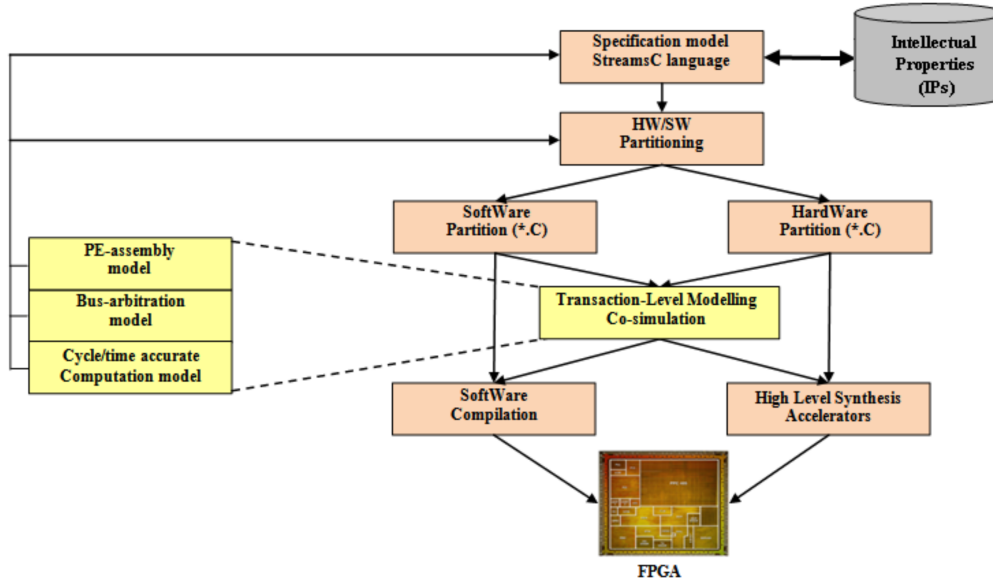 Specification model
StreamsC language
Intellectual
Properties
(IPs)
HW/SW
Partitioning
SoftWare
Partition (*.C)
HardWare
Partition (*.C)
PE-assembly
model
Bus-arbitration
model
Cycle/time accurate
Computation model
Transaction-Level Modelling
Co-simulation
SoftWare
Compilation
High Level Synthesis
Accelerators
FPGA